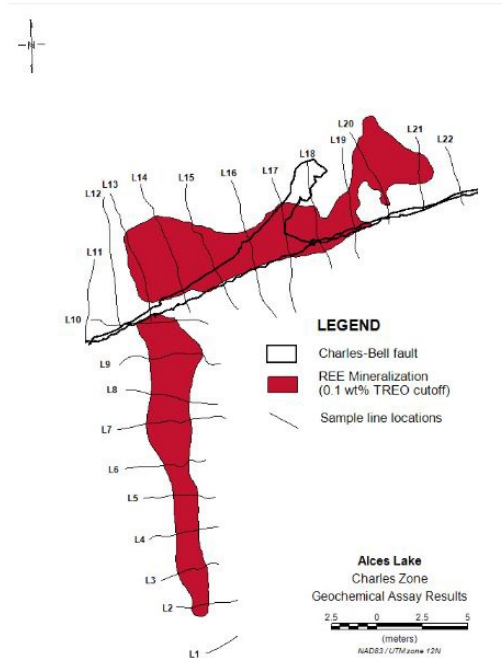 N
L20
L19
L21
L22
L18
L17
L16
L15
L14
L13
L12
L11
L10
LEGEND
Charles-Bell fault
REE Mineralization
(0.1 wt% TREO cutoff)
Sample line locations
L9
L8
L7
L6
L5
L4
L3
L2
L1
Alces Lake
Charles Zone
Geochemical Assay Results
2.5 0 2.5 5
(meters)
NAD83 / UTM zone 12N